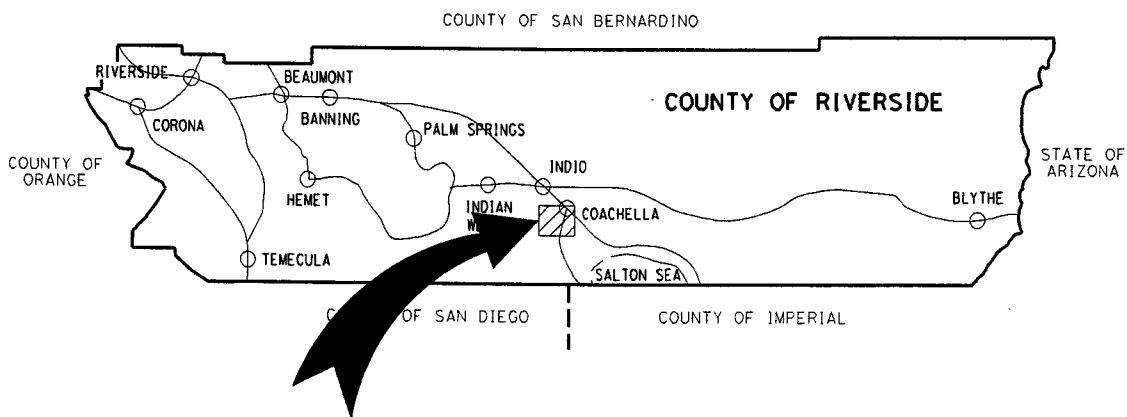 COUNTY OF SAN BERNARDINO
RIVERSIDE
BEAUMONT
COUNTY OF RIVERSIDE
CORONA
BANNING
PALM SPRINGS
COUNTY OF
ORANGE
STATE OF
ARIZONA
INDIO
HEMET
BLYTHE
INDIAN
COACHELLA
TEMECULA
SALTON SEA
OF SAN DIEGO
COUNTY OF IMPERIAL